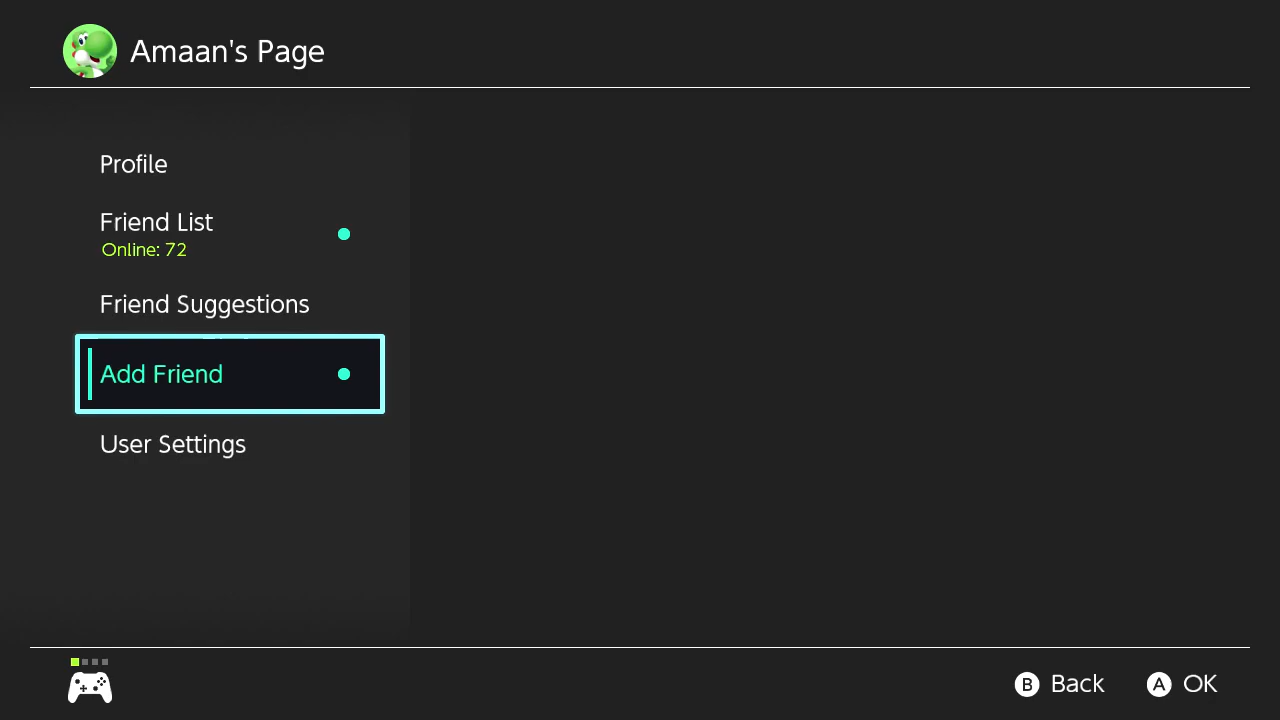 Amaan's Page
Profile
Friend List
Online: 72
Friend Suggestions
Add Friend
User Settings
B Back
A OK